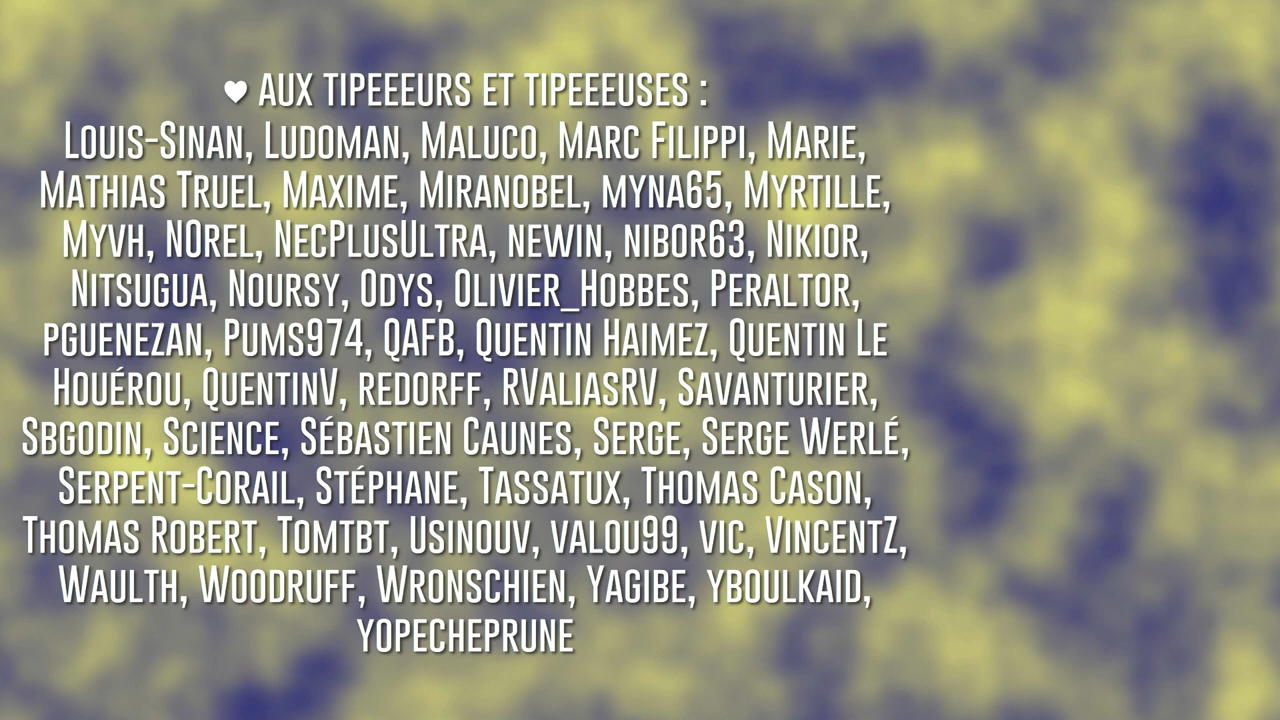 ♥ AUX TIPEEEURS ET TIPEEEUSES :
Louis-Sinan, Ludoman, Maluco, Marc Filippi, Marie,
Mathias Truel, Maxime, Miranobel, myna65, Myrtille,
Myvh, N0rel, NecPlusUltra, newin, nibor63, Nikior,
Nitsugua, Noursy, Odys, Olivier_Hobbes, Peraltor,
pguenezan, Pums974, QAFB, Quentin Haimez, Quentin Le
Houérou, QuentinV, redorff, RValiasRV, Savanturier,
Sbgodin, Science, Sébastien Caunes, Serge, Serge Werlé,
Serpent-Corail, Stéphane, Tassatux, Thomas Cason,
Thomas Robert, Tomtbt, Usinouv, valou99, vic, VincentZ,
Waulth, Woodruff, Wronschien, Yagibe, yboulkaid,
yopecheprune